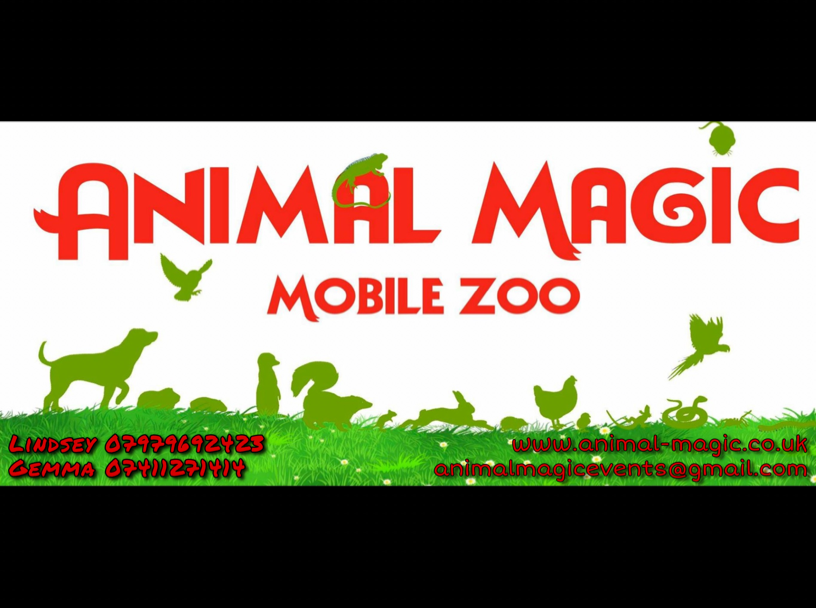 ANIMAL MAGIC
MOBILE ZOO
LINDSEY 07979692423
GEMMA 07411271414
www.animal-magic.co.uk
animalmagicevents@gmail.com